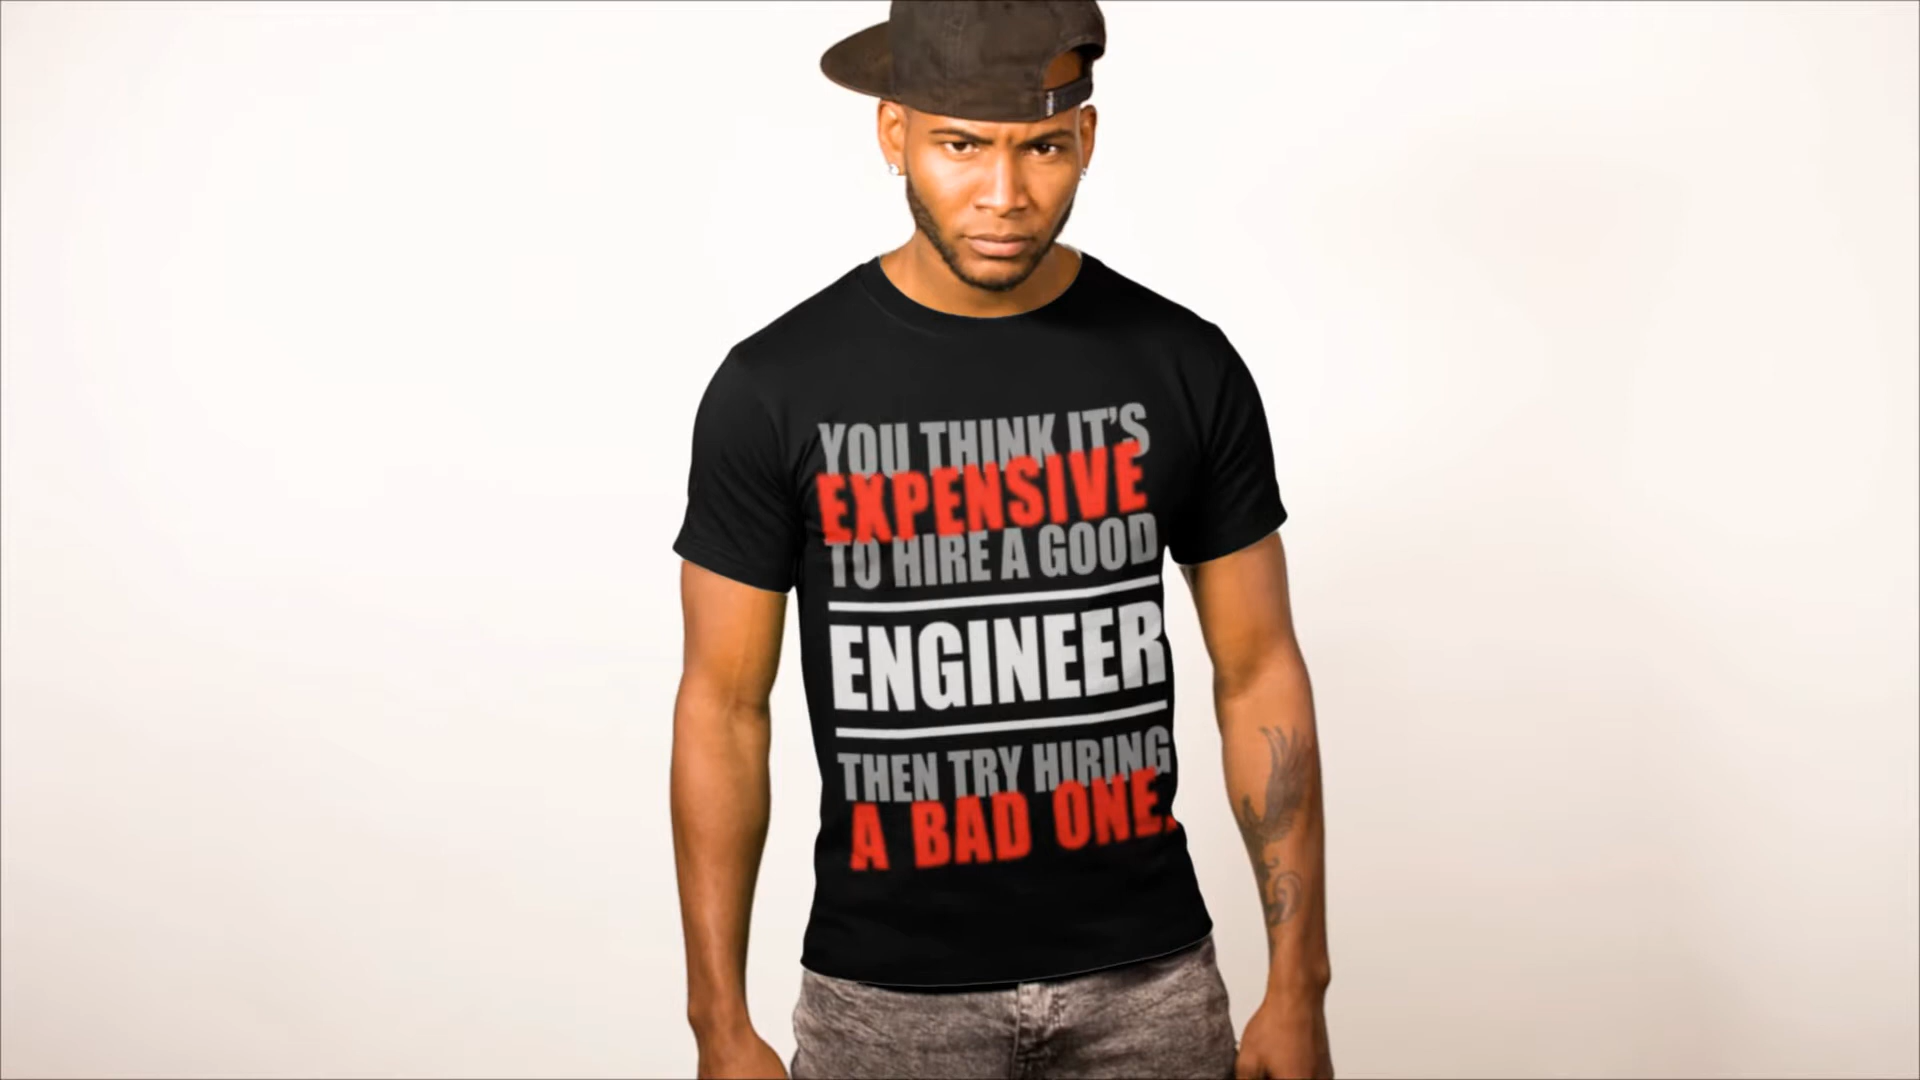 YOU THINK IT'S
EXPENSIVE
TO HIRE A GOOD
ENGINEER
THEN TRY HIRING
A BAD ONE.